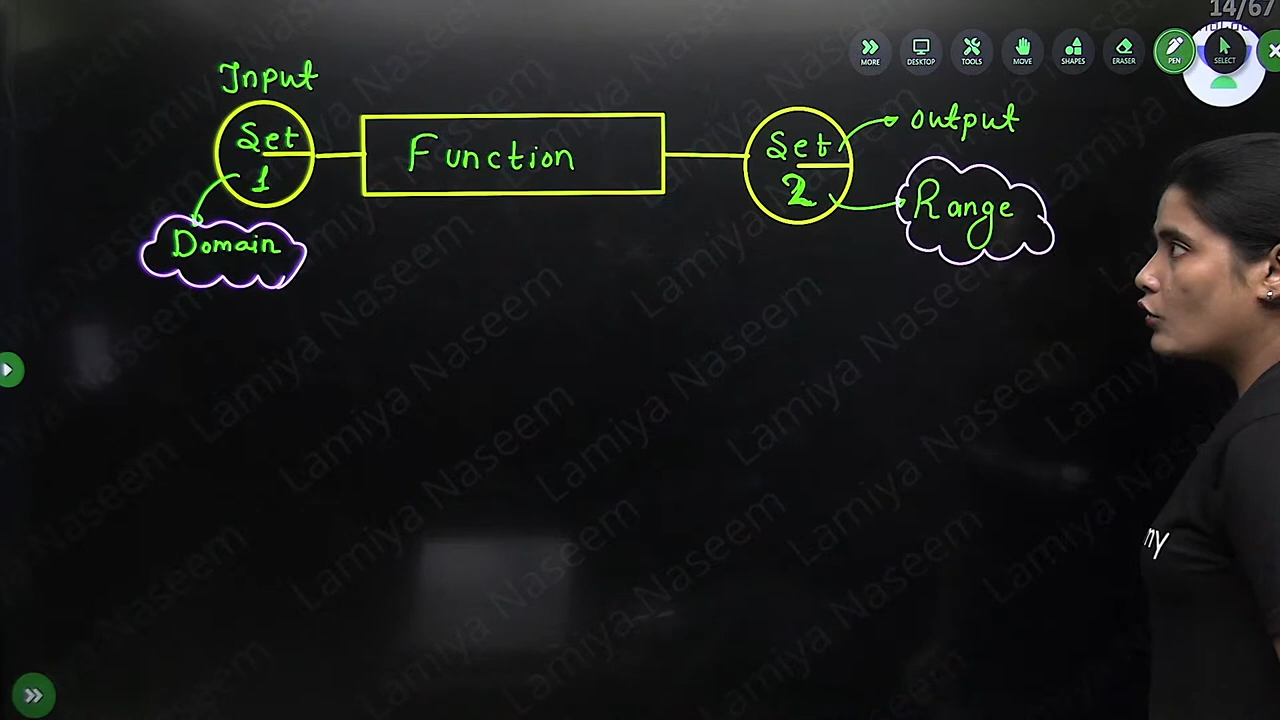 14/67
MORE
DESKTOP
TOOLS
MOVE
SHAPES
ERASER
PEN
SELECT
Input
Set
1
Domain
Function
Set
2
output
Range
ny
Lamiya Naseem